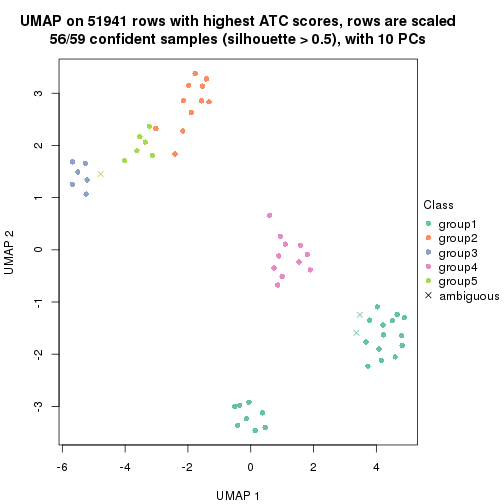 UMAP on 51941 rows with highest ATC scores, rows are scaled
56/59 confident samples (silhouette > 0.5), with 10 PCs
3
2
1
0
-1
-2
-3
UMAP 2
-6
-4
-2
0
2
4
UMAP 1
Class
group1
group2
group3
group4
group5
ambiguous